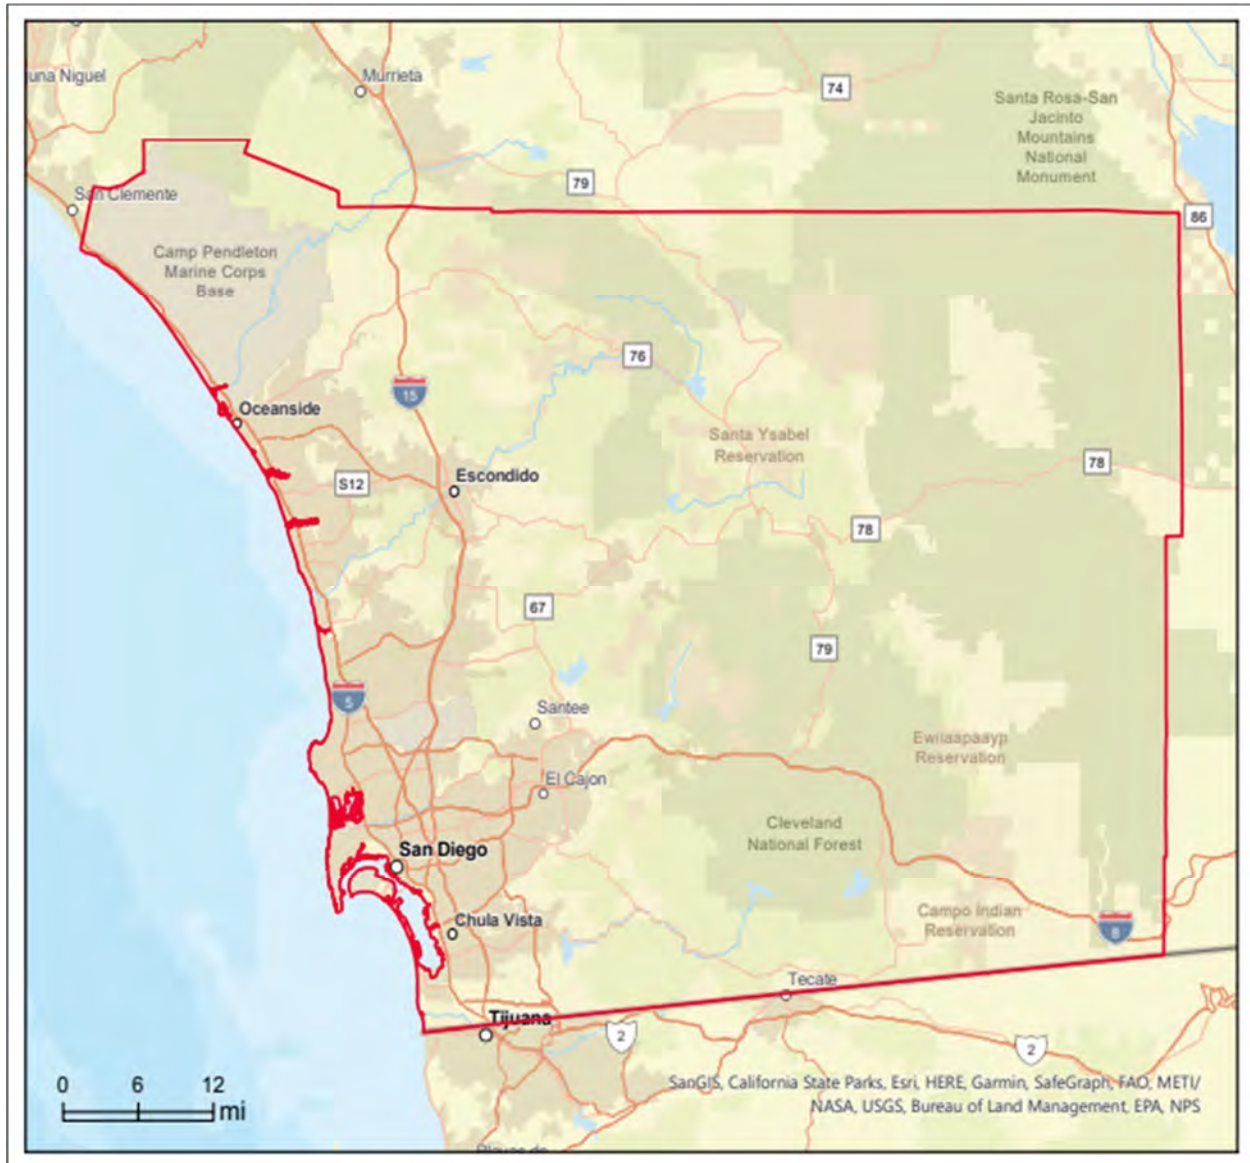 una Niguel
Murrieta
74
Santa Rosa-San
Jacinto
Mountains
National
Monument
79
San Clemente
86
Camp Pendleton
Marine Corps
Base
76
15
Oceanside
Santa Ysabel
Reservation
78
Escondido
S12
78
67
79
5
Santee
Ewiiaapaayp
Reservation
El Cajon
Cleveland
National Forest
San Diego
Chula Vista
Campo Indian
Reservation
8
Tecate
Tijuana
2
2
0 6 12
mi
SanGIS, California State Parks, Esri, HERE, Garmin, SafeGraph, FAO, METI/
NASA, USGS, Bureau of Land Management, EPA, NPS